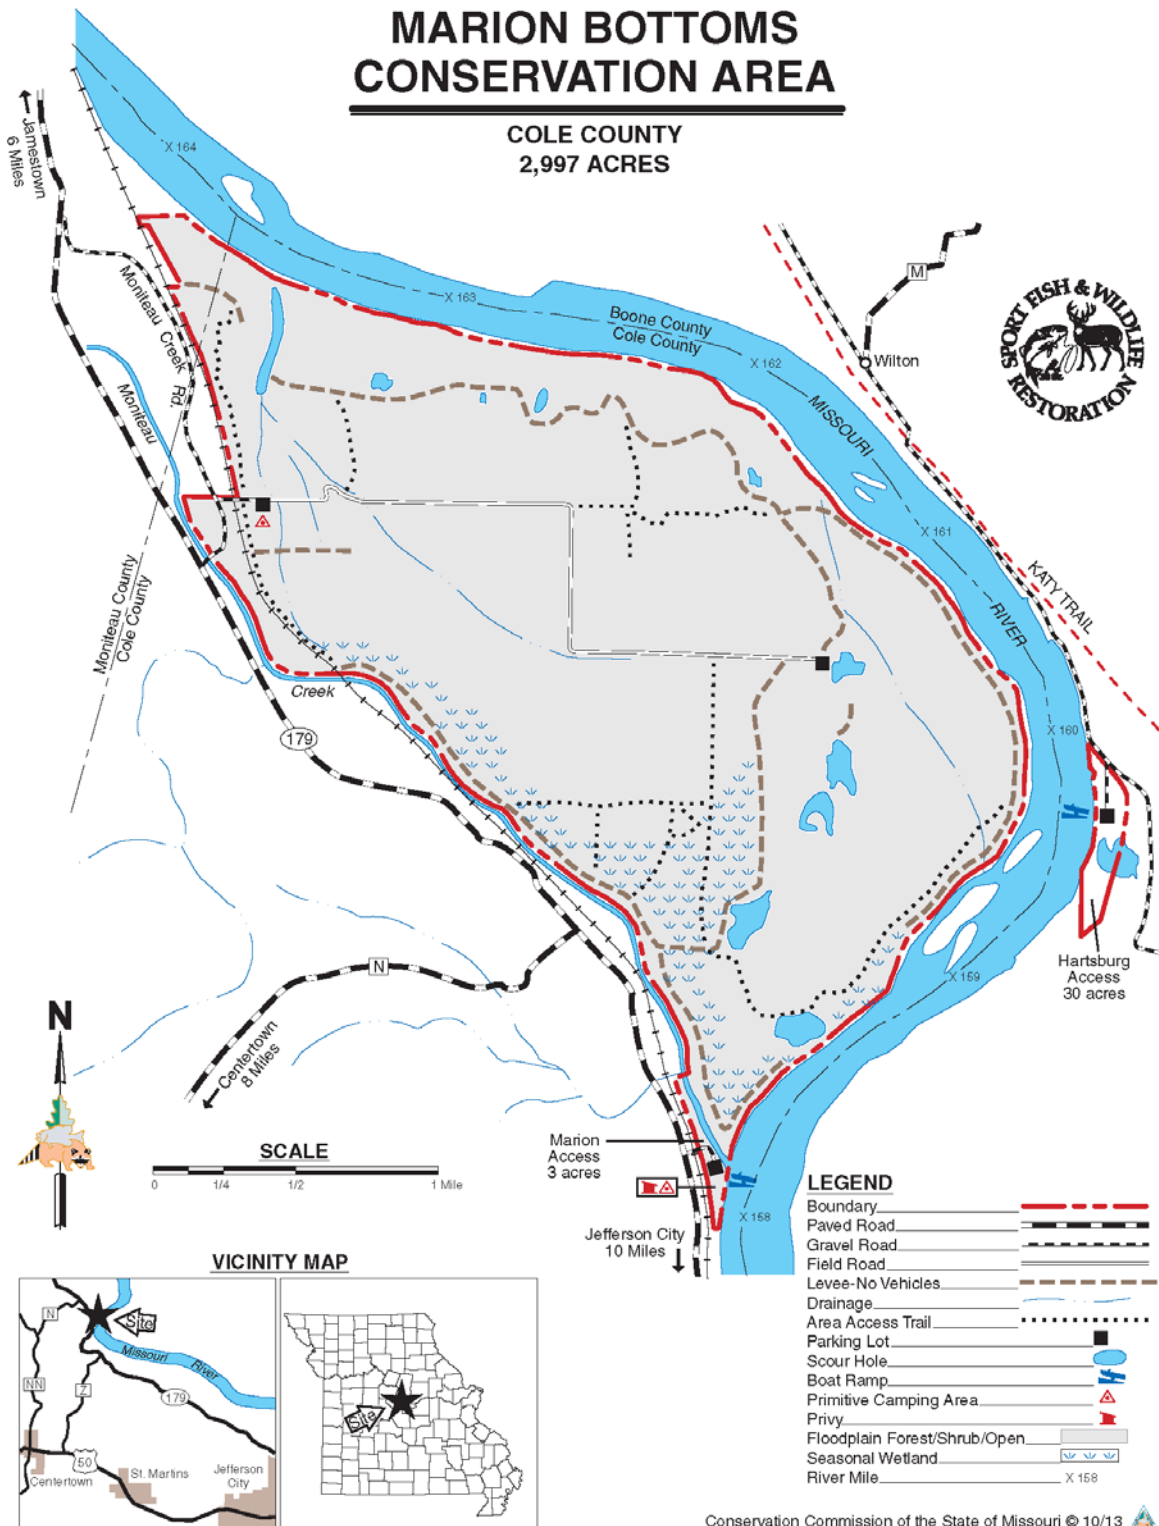 MARION BOTTOMS
CONSERVATION AREA
COLE COUNTY
2,997 ACRES
Jamestown
6 Miles
X 164
Moniteau Creek Rd.
Moniteau
X 163
Boone County
Cole County
X 162
M
Wilton
SPORT FISH & WILDLIFE
RESTORATION
MISSOURI
X 161
KATY TRAIL
RIVER
Moniteau County
Cole County
Creek
179
X 160
N
X 159
Hartsburg
Access
30 acres
N
Centertown
8 Miles
SCALE
0 1/4 1/2 1 Mile
Marion
Access
3 acres
Jefferson City
10 Miles
X 158
VICINITY MAP
N
Site
Missouri River
NN
Z
179
50
Centertown
St. Martins
Jefferson
City
Site
LEGEND
Boundary
Paved Road
Gravel Road
Field Road
Levee-No Vehicles
Drainage
Area Access Trail
Parking Lot
Scour Hole
Boat Ramp
Primitive Camping Area
Privy
Floodplain Forest/Shrub/Open
Seasonal Wetland
River Mile X 158
Conservation Commission of the State of Missouri © 10/13